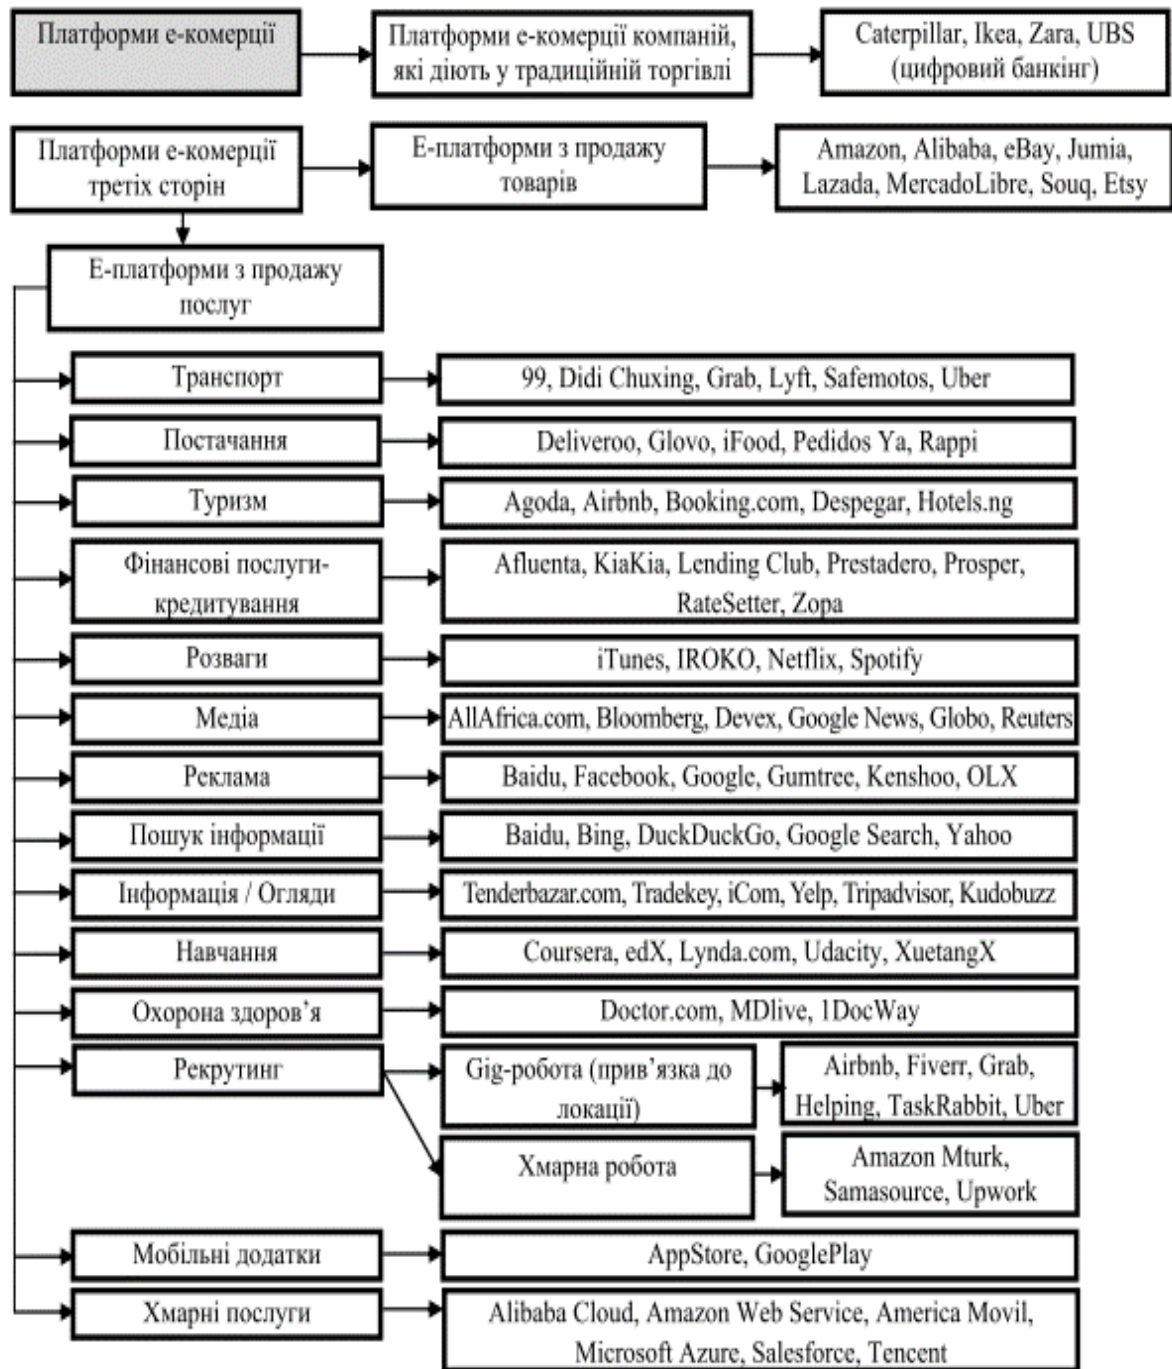 Платформи е-комерції
Платформи е-комерції компаній,
які діють у традиційній торгівлі
Caterpillar, Ikea, Zara, UBS
(цифровий банкінг)
Платформи е-комерції
третіх сторін
Е-платформи з продажу
товарів
Amazon, Alibaba, eBay, Jumia,
Lazada, MercadoLibre, Souq, Etsy
Е-платформи з продажу
послуг
Транспорт
99, Didi Chuxing, Grab, Lyft, Safemotos, Uber
Постачання
Deliveroo, Glovo, iFood, Pedidos Ya, Rappi
Туризм
Agoda, Airbnb, Booking.com, Despegar, Hotels.ng
Фінансові послуги-
кредитування
Afluenta, KiaKia, Lending Club, Prestadero, Prosper,
RateSetter, Zopa
Розваги
iTunes, IROKO, Netflix, Spotify
Медіа
AllAfrica.com, Bloomberg, Devex, Google News, Globo, Reuters
Реклама
Baidu, Facebook, Google, Gumtree, Kenshoo, OLX
Пошук інформації
Baidu, Bing, DuckDuckGo, Google Search, Yahoo
Інформація / Огляди
Tenderbazar.com, Tradekey, iCom, Yelp, Tripadvisor, Kudobuzz
Навчання
Coursera, edX, Lynda.com, Udacity, XuetangX
Охорона здоров’я
Doctor.com, MDlive, 1DocWay
Рекрутинг
Gig-робота (прив’язка до
локації)
Airbnb, Fiverr, Grab,
Helping, TaskRabbit, Uber
Хмарна робота
Amazon Mturk,
Samasource, Upwork
Мобільні додатки
AppStore, GooglePlay
Хмарні послуги
Alibaba Cloud, Amazon Web Service, America Movil,
Microsoft Azure, Salesforce, Tencent